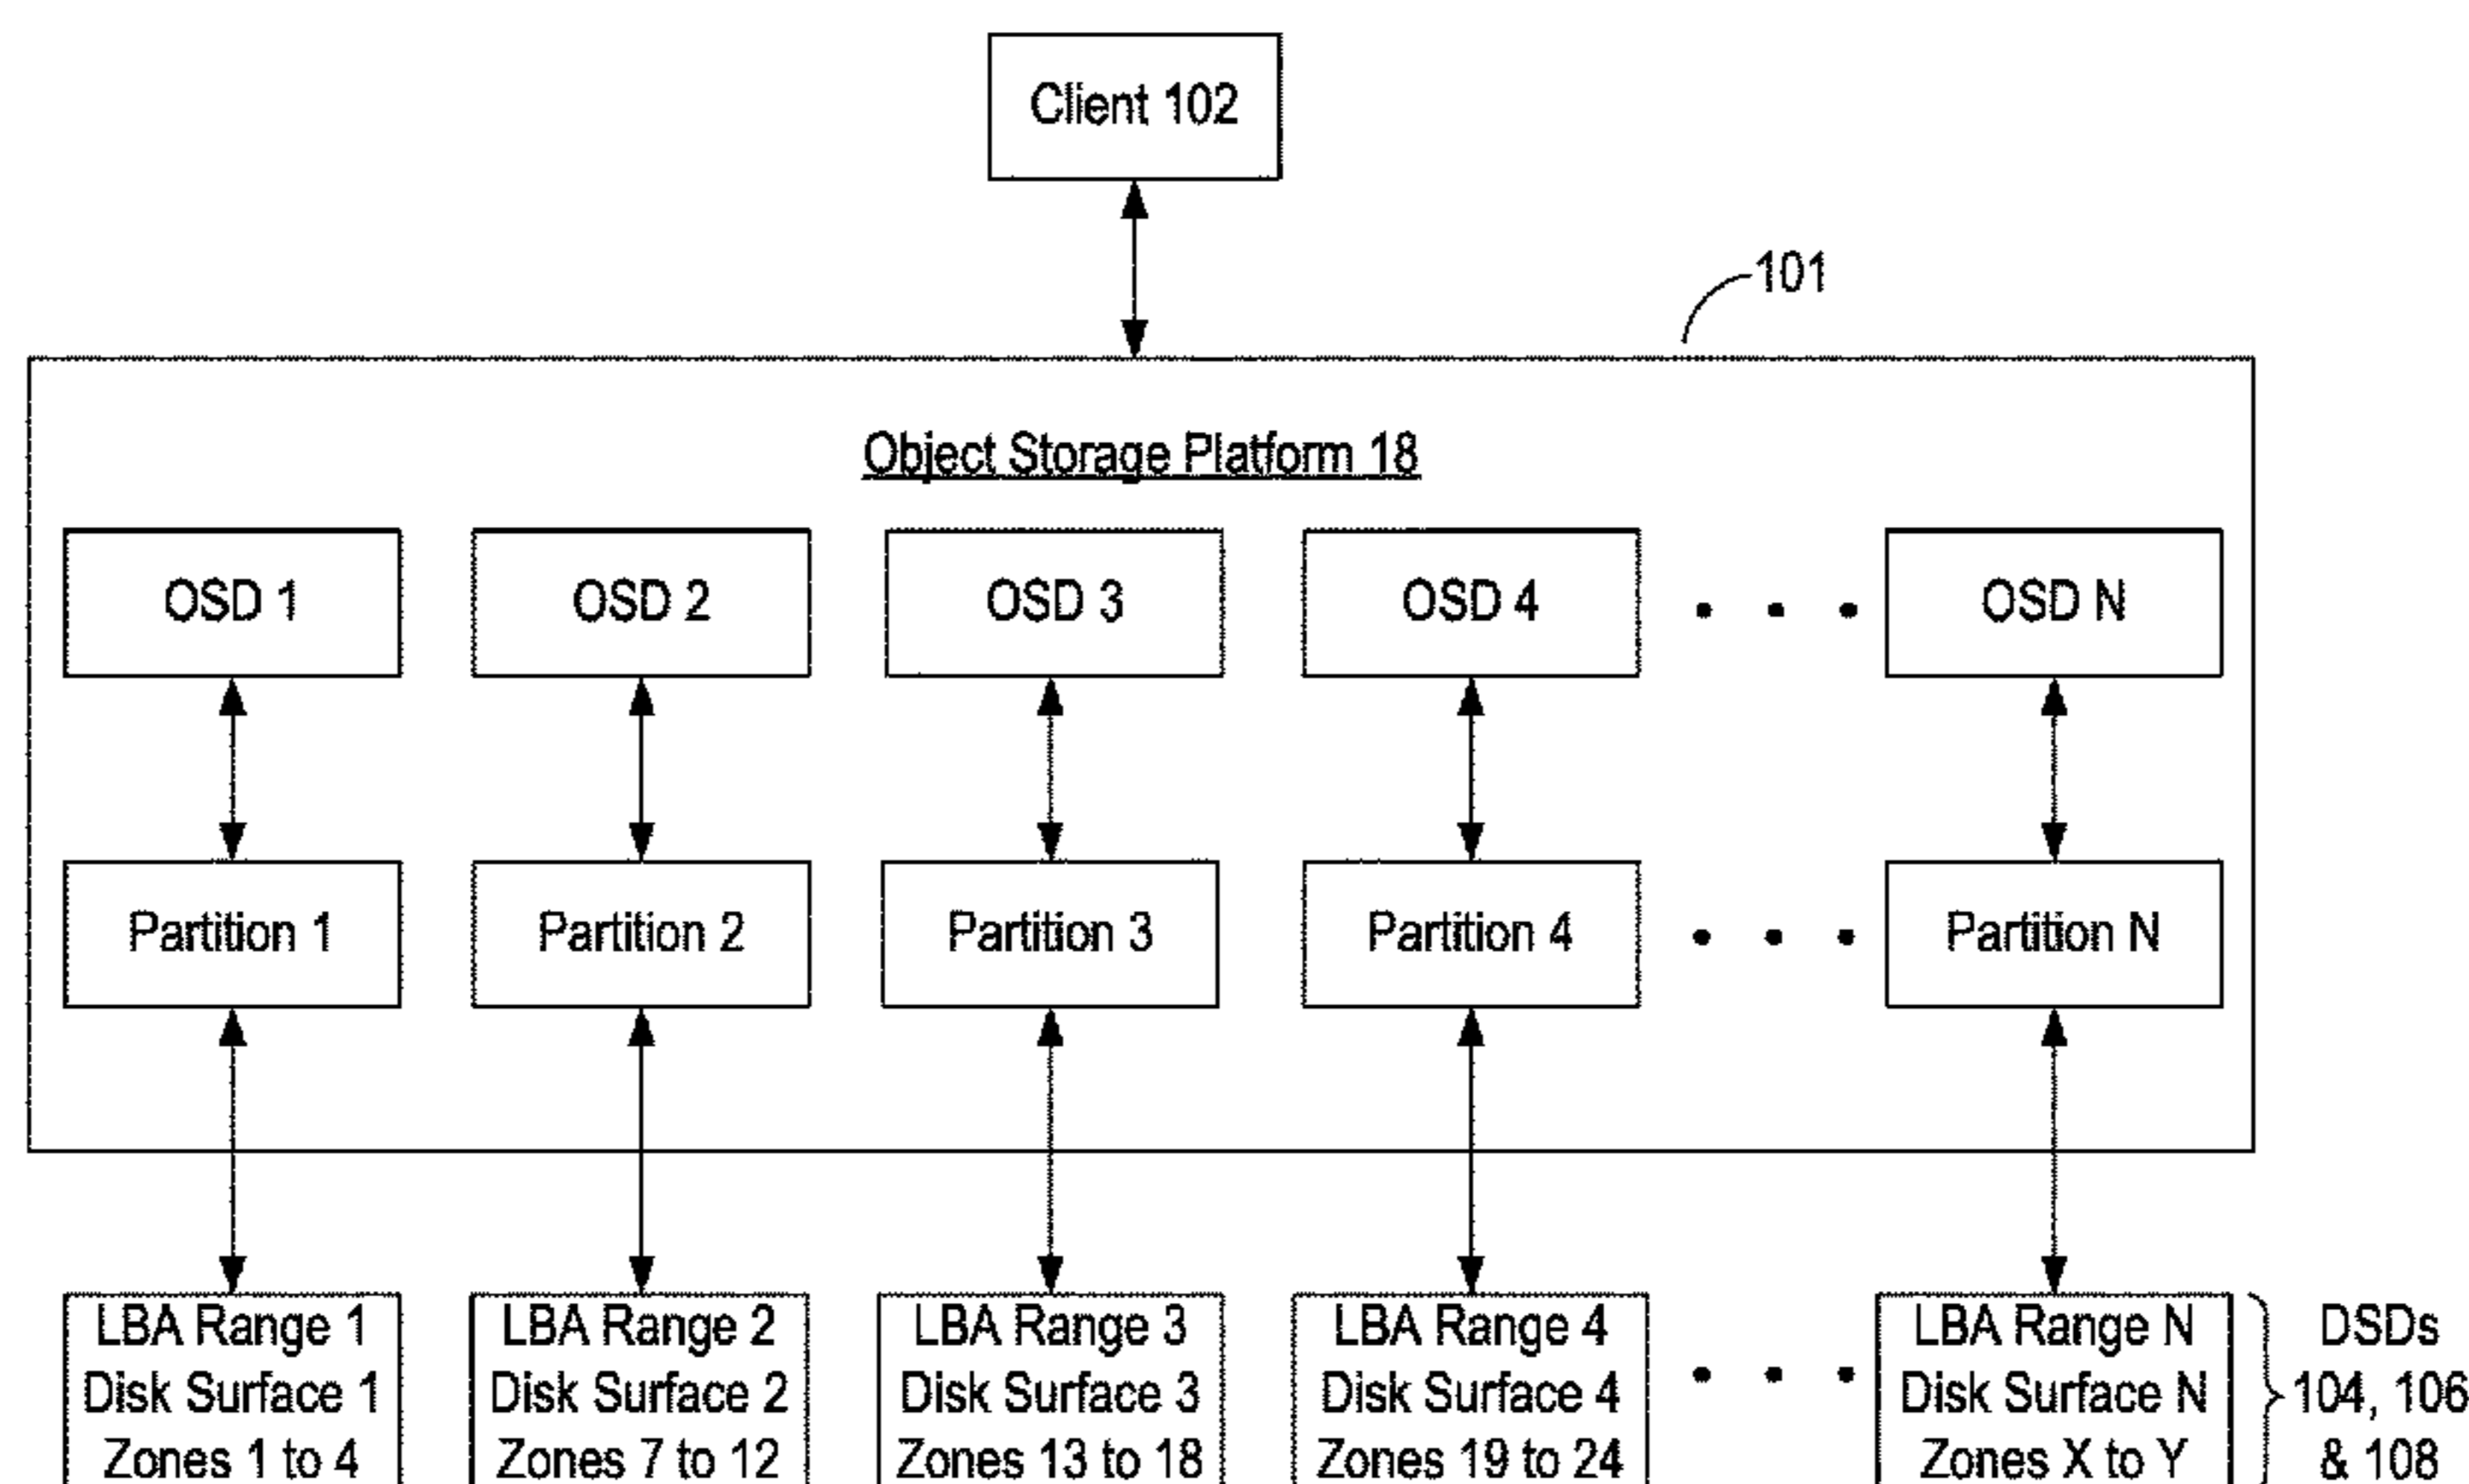 Client 102
101
Object Storage Platform 18
OSD 1
OSD 2
OSD 3
OSD 4
OSD N
Partition 1
Partition 2
Partition 3
Partition 4
Partition N
LBA Range 1
Disk Surface 1
Zones 1 to 4
LBA Range 2
Disk Surface 2
Zones 7 to 12
LBA Range 3
Disk Surface 3
Zones 13 to 18
LBA Range 4
Disk Surface 4
Zones 19 to 24
LBA Range N
Disk Surface N
Zones X to Y
DSDs
104, 106
& 108